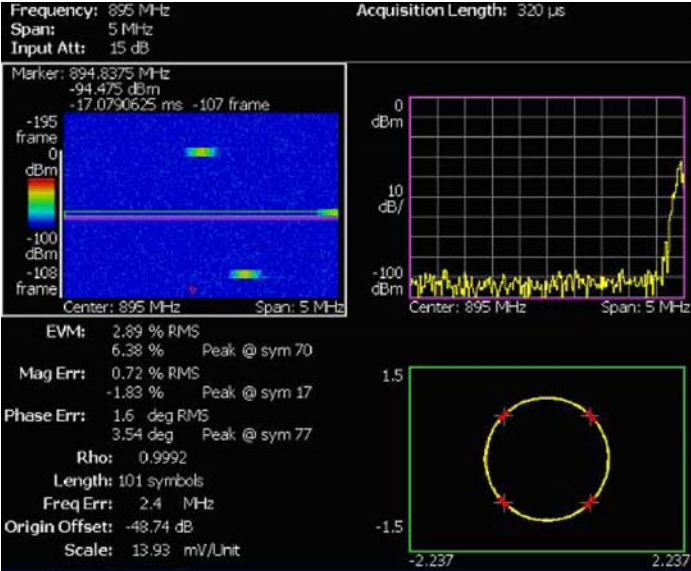 Frequency: 895 MHz
Acquisition Length: 320 µs
Span: 5 MHz
Input Att: 15 dB
Marker: 894.8375 MHz
-94.475 dBm
-17.0790625 ms -107 frame
-195
frame
0
dBm
-100
dBm
-108
frame
Center: 895 MHz Span: 5 MHz
0
dBm
10
dB/
-100
dBm
Center: 895 MHz Span: 5 MHz
EVM: 2.89 % RMS
6.38 % Peak @ sym 70
Mag Err: 0.72 % RMS
-1.83 % Peak @ sym 17
Phase Err: 1.6 deg RMS
3.54 deg Peak @ sym 77
Rho: 0.9992
Length: 101 symbols
Freq Err: 2.4 MHz
Origin Offset: -48.74 dB
Scale: 13.93 mV/Unit
1.5
-1.5
-2.237 2.237